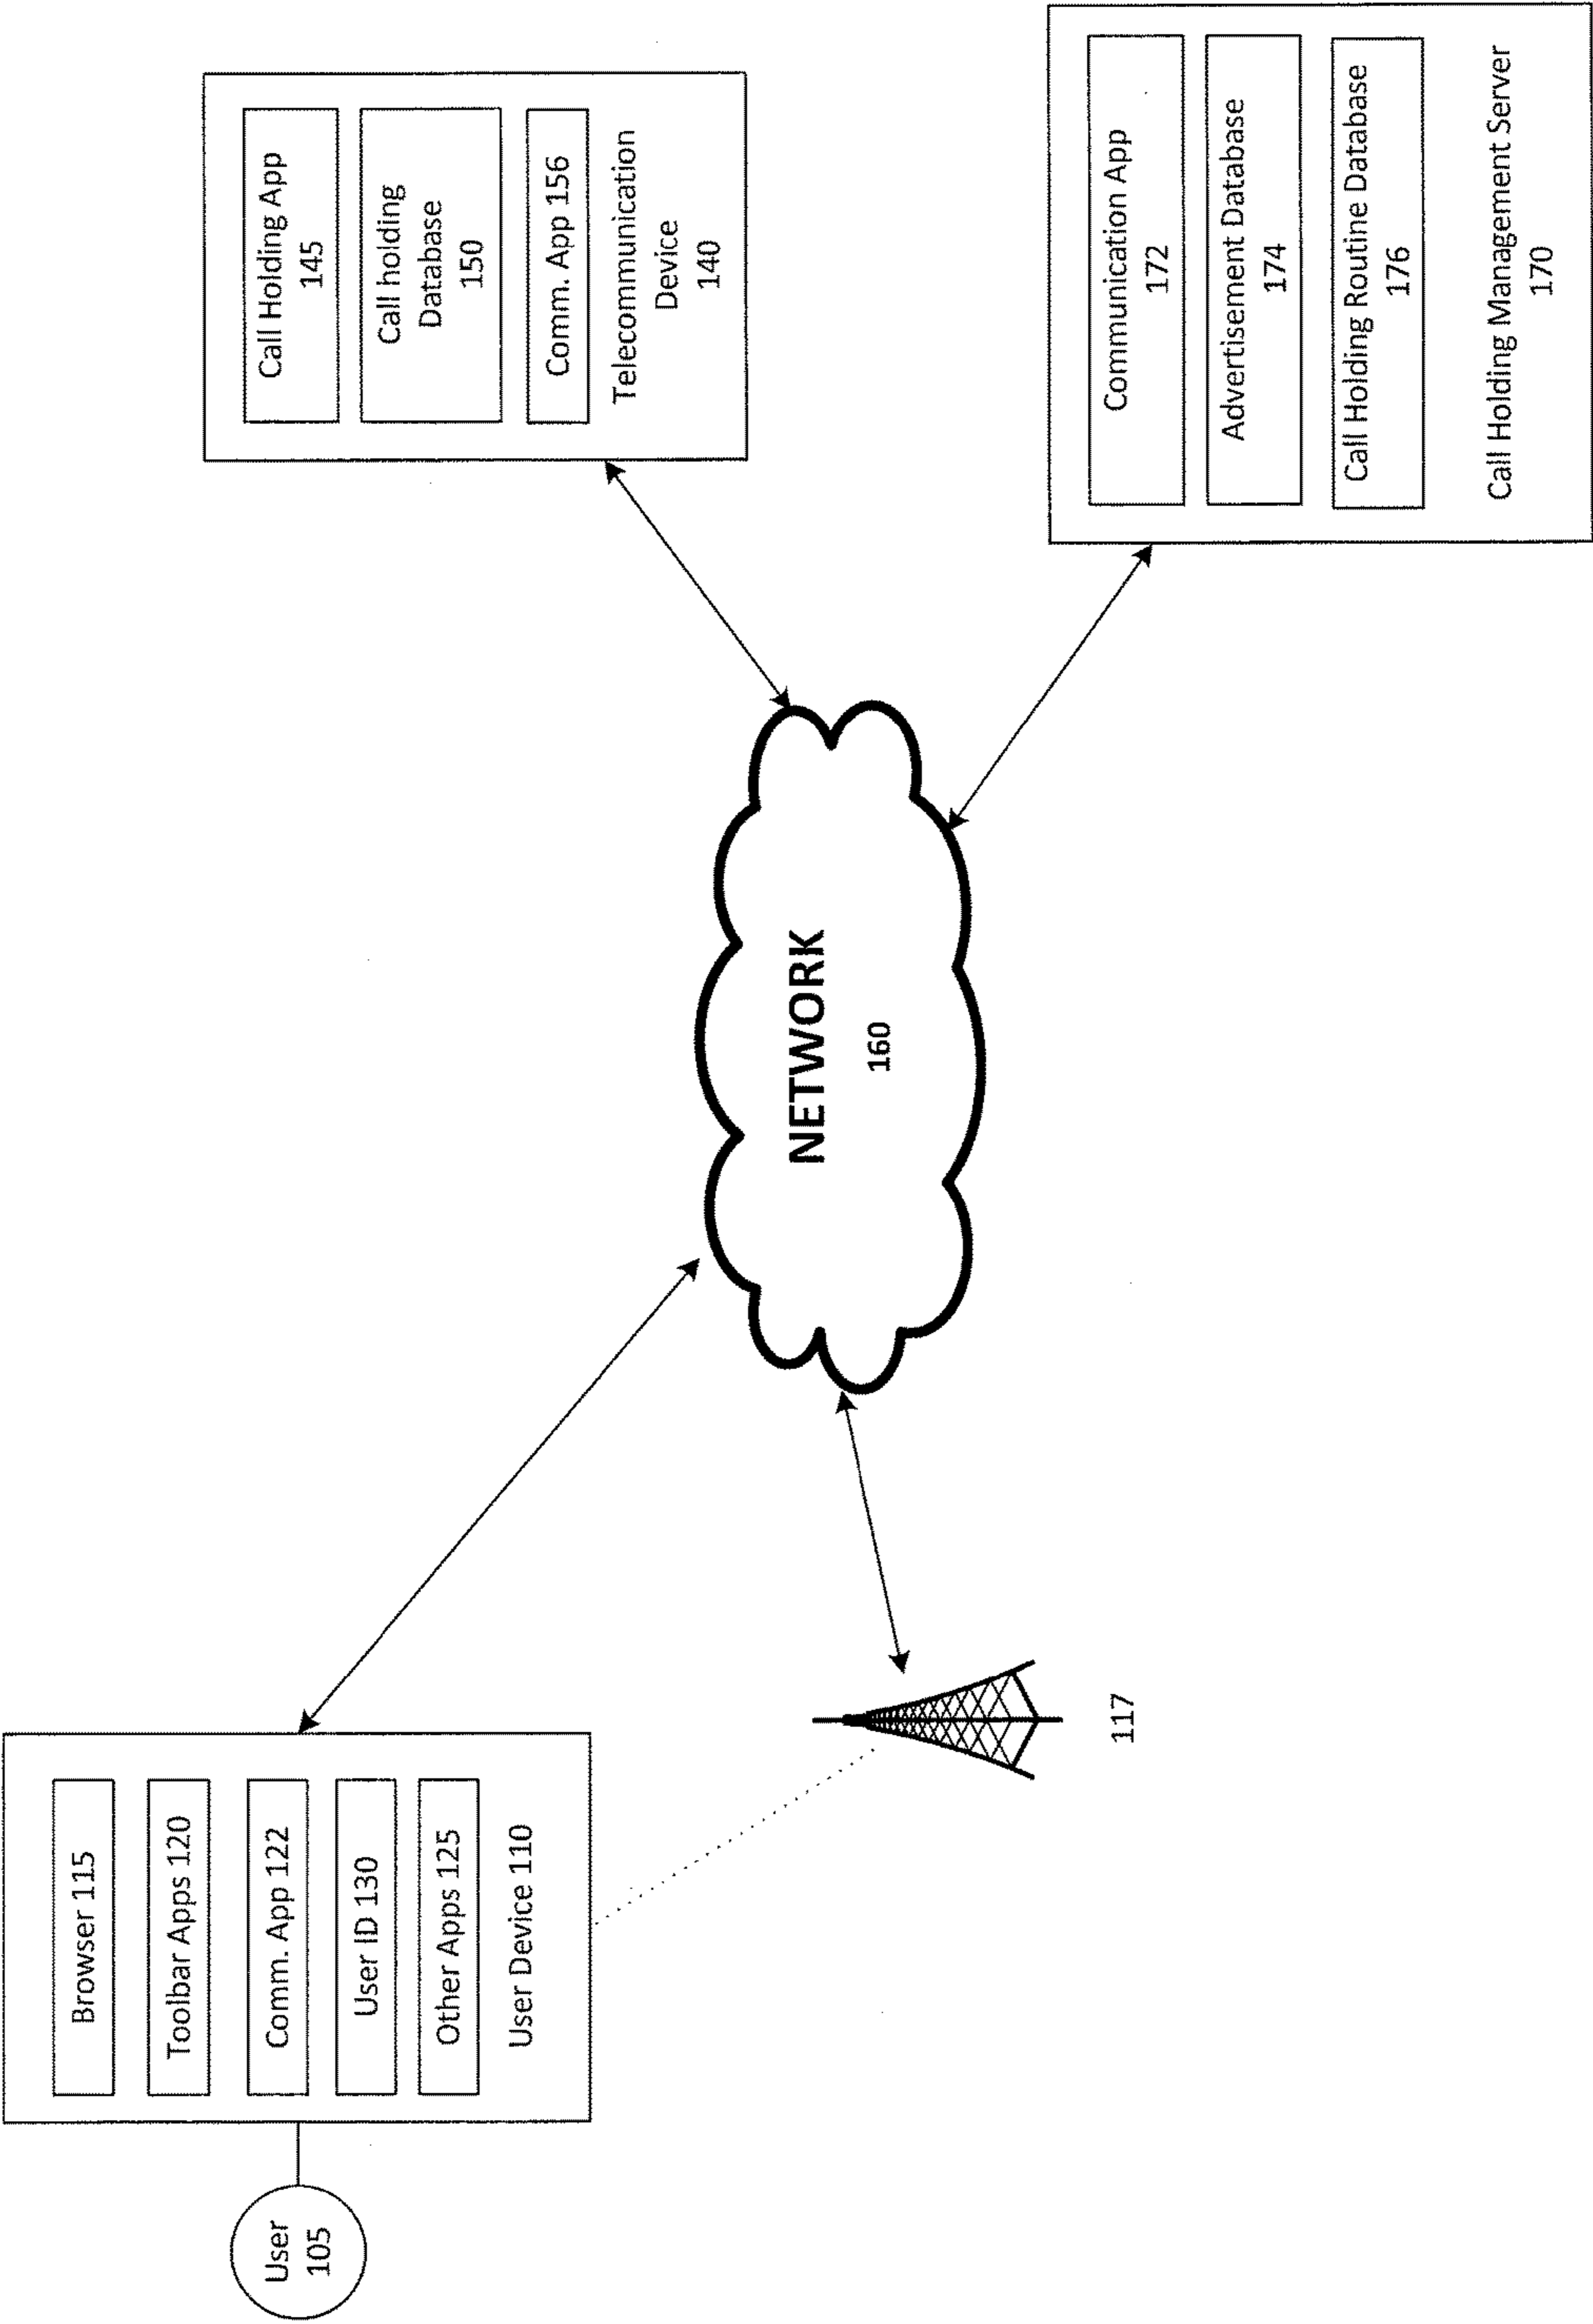 User
105
Browser 115
Toolbar Apps 120
Comm. App 122
User ID 130
Other Apps 125
User Device 110
117
NETWORK
160
Call Holding App
145
Call holding
Database
150
Comm. App 156
Telecommunication
Device
140
Communication App
172
Advertisement Database
174
Call Holding Routine Database
176
Call Holding Management Server
170